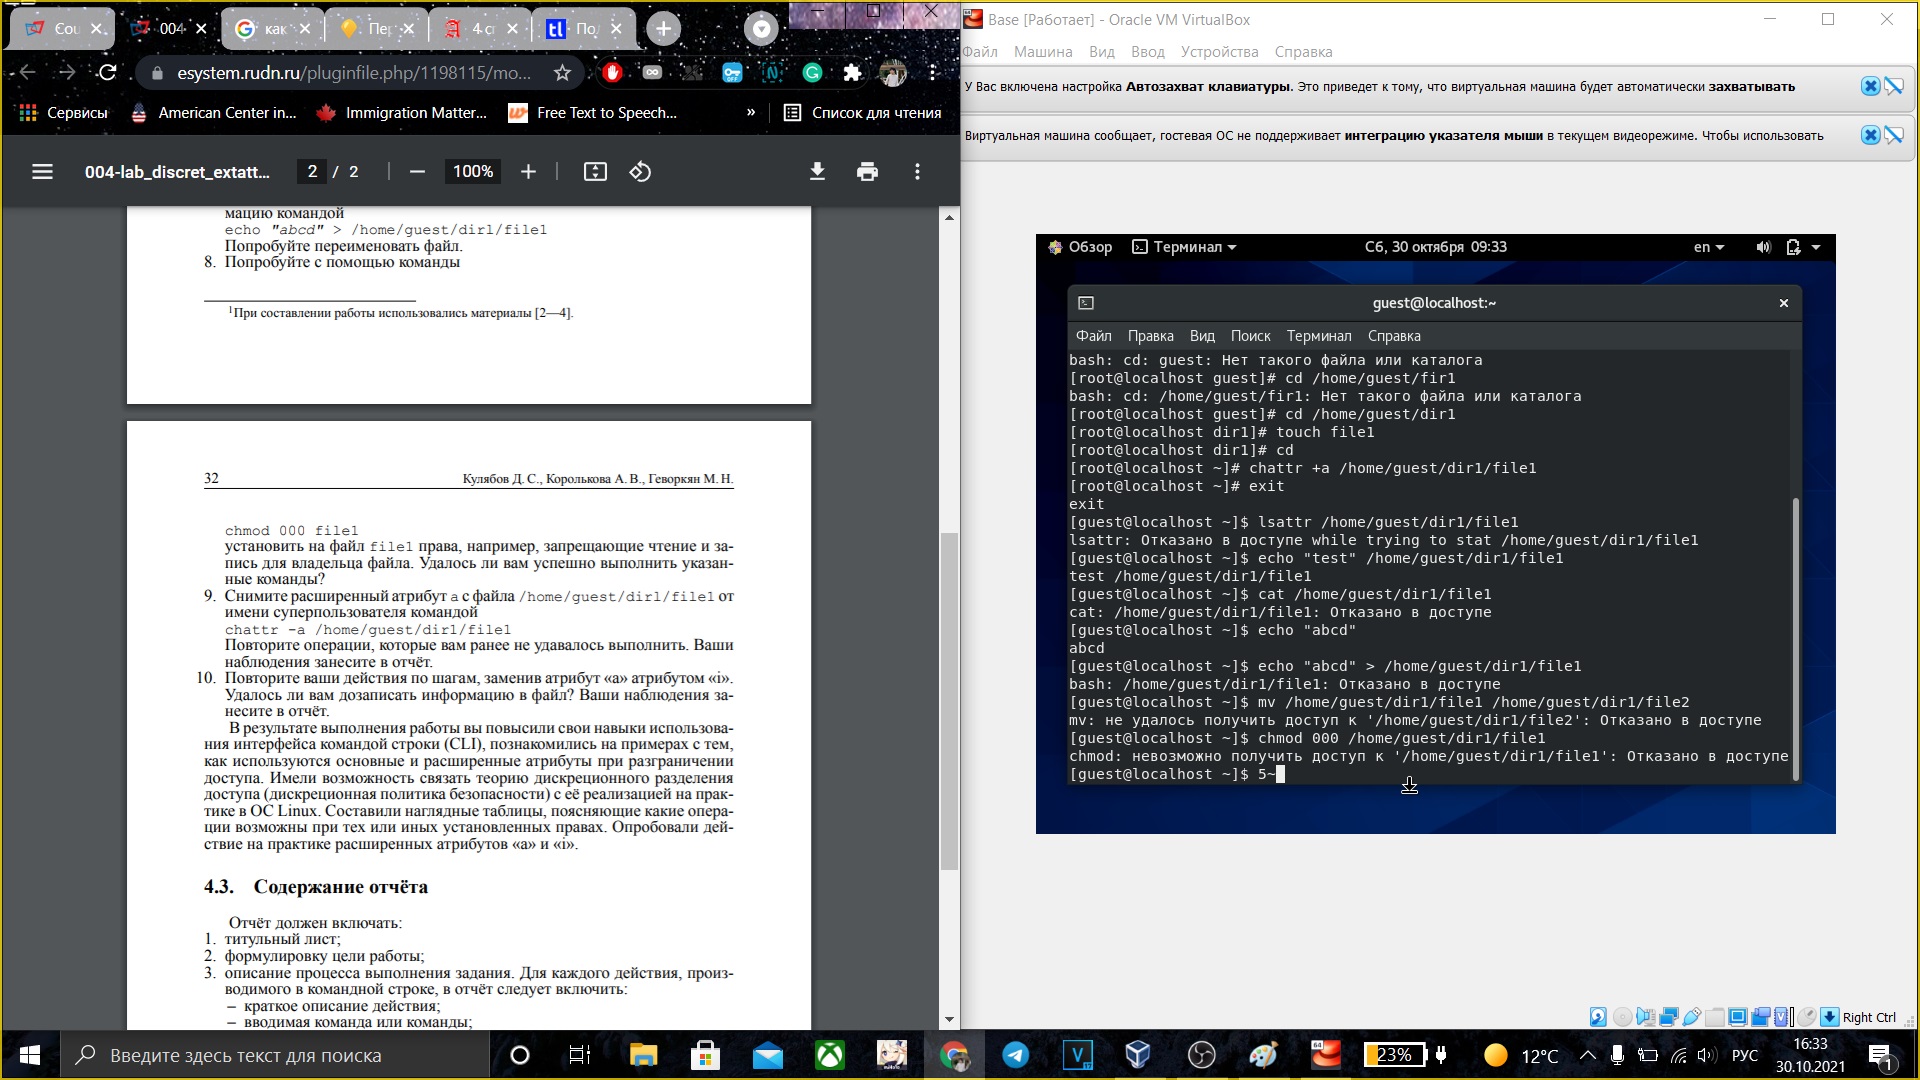 Cou
004
как
Пер
4.с
По.
esystem.rudn.ru/pluginfile.php/1198115/mo...
Сервисы
American Center in...
Immigration Matter...
Free Text to Speech...
»
Список для чтения
004-lab_discret_extatt...
2 / 2
100%
мацию командой
echo "abcd" > /home/guest/dir1/file1
Попробуйте переименовать файл.
8. Попробуйте с помощью команды
1При составлении работы использовались материалы [2—4].
32
Кулябов Д. С., Королькова А. В., Геворкян М. Н.
chmod 000 file1
установить на файл file1 права, например, запрещающие чтение и за-
пись для владельца файла. Удалось ли вам успешно выполнить указан-
ные команды?
9. Снимите расширенный атрибут a с файла /home/guest/dir1/file1 от
имени суперпользователя командой
chattr -a /home/guest/dir1/file1
Повторите операции, которые вам ранее не удавалось выполнить. Ваши
наблюдения занесите в отчёт.
10. Повторите ваши действия по шагам, заменив атрибут «a» атрибутом «i».
Удалось ли вам дозаписать информацию в файл? Ваши наблюдения за-
несите в отчёт.
В результате выполнения работы вы повысили свои навыки использова-
ния интерфейса командой строки (CLI), познакомились на примерах с тем,
как используются основные и расширенные атрибуты при разграничении
доступа. Имели возможность связать теорию дискреционного разделения
доступа (дискреционная политика безопасности) с её реализацией на прак-
тике в ОС Linux. Составили наглядные таблицы, поясняющие какие опера-
ции возможны при тех или иных установленных правах. Опробовали дей-
ствие на практике расширенных атрибутов «a» и «i».
4.3. Содержание отчёта
Отчёт должен включать:
1. титульный лист;
2. формулировку цели работы;
3. описание процесса выполнения задания. Для каждого действия, произ-
водимого в командной строке, в отчёт следует включить:
– краткое описание действия;
– вводимая команда или команды;
Base [Работает] - Oracle VM VirtualBox
Файл Машина Вид Ввод Устройства Справка
У Вас включена настройка Автозахват клавиатуры. Это приведет к тому, что виртуальная машина будет автоматически захватывать
Виртуальная машина сообщает, гостевая ОС не поддерживает интеграцию указателя мыши в текущем видеорежиме. Чтобы использовать
Обзор Терминал Сб, 30 октября 09:33 en
guest@localhost:~
Файл Правка Вид Поиск Терминал Справка
bash: cd: guest: Нет такого файла или каталога
[root@localhost guest]# cd /home/guest/fir1
bash: cd: /home/guest/fir1: Нет такого файла или каталога
[root@localhost guest]# cd /home/guest/dir1
[root@localhost dir1]# touch file1
[root@localhost dir1]# cd
[root@localhost ~]# chattr +a /home/guest/dir1/file1
[root@localhost ~]# exit
exit
[guest@localhost ~]$ lsattr /home/guest/dir1/file1
lsattr: Отказано в доступе while trying to stat /home/guest/dir1/file1
[guest@localhost ~]$ echo "test" /home/guest/dir1/file1
test /home/guest/dir1/file1
[guest@localhost ~]$ cat /home/guest/dir1/file1
cat: /home/guest/dir1/file1: Отказано в доступе
[guest@localhost ~]$ echo "abcd"
abcd
[guest@localhost ~]$ echo "abcd" > /home/guest/dir1/file1
bash: /home/guest/dir1/file1: Отказано в доступе
[guest@localhost ~]$ mv /home/guest/dir1/file1 /home/guest/dir1/file2
mv: не удалось получить доступ к '/home/guest/dir1/file2': Отказано в доступе
[guest@localhost ~]$ chmod 000 /home/guest/dir1/file1
chmod: невозможно получить доступ к '/home/guest/dir1/file1': Отказано в доступе
[guest@localhost ~]$ 5~
Right Ctrl
Введите здесь текст для поиска
23%
12°C
РУС
16:33
30.10.2021
1